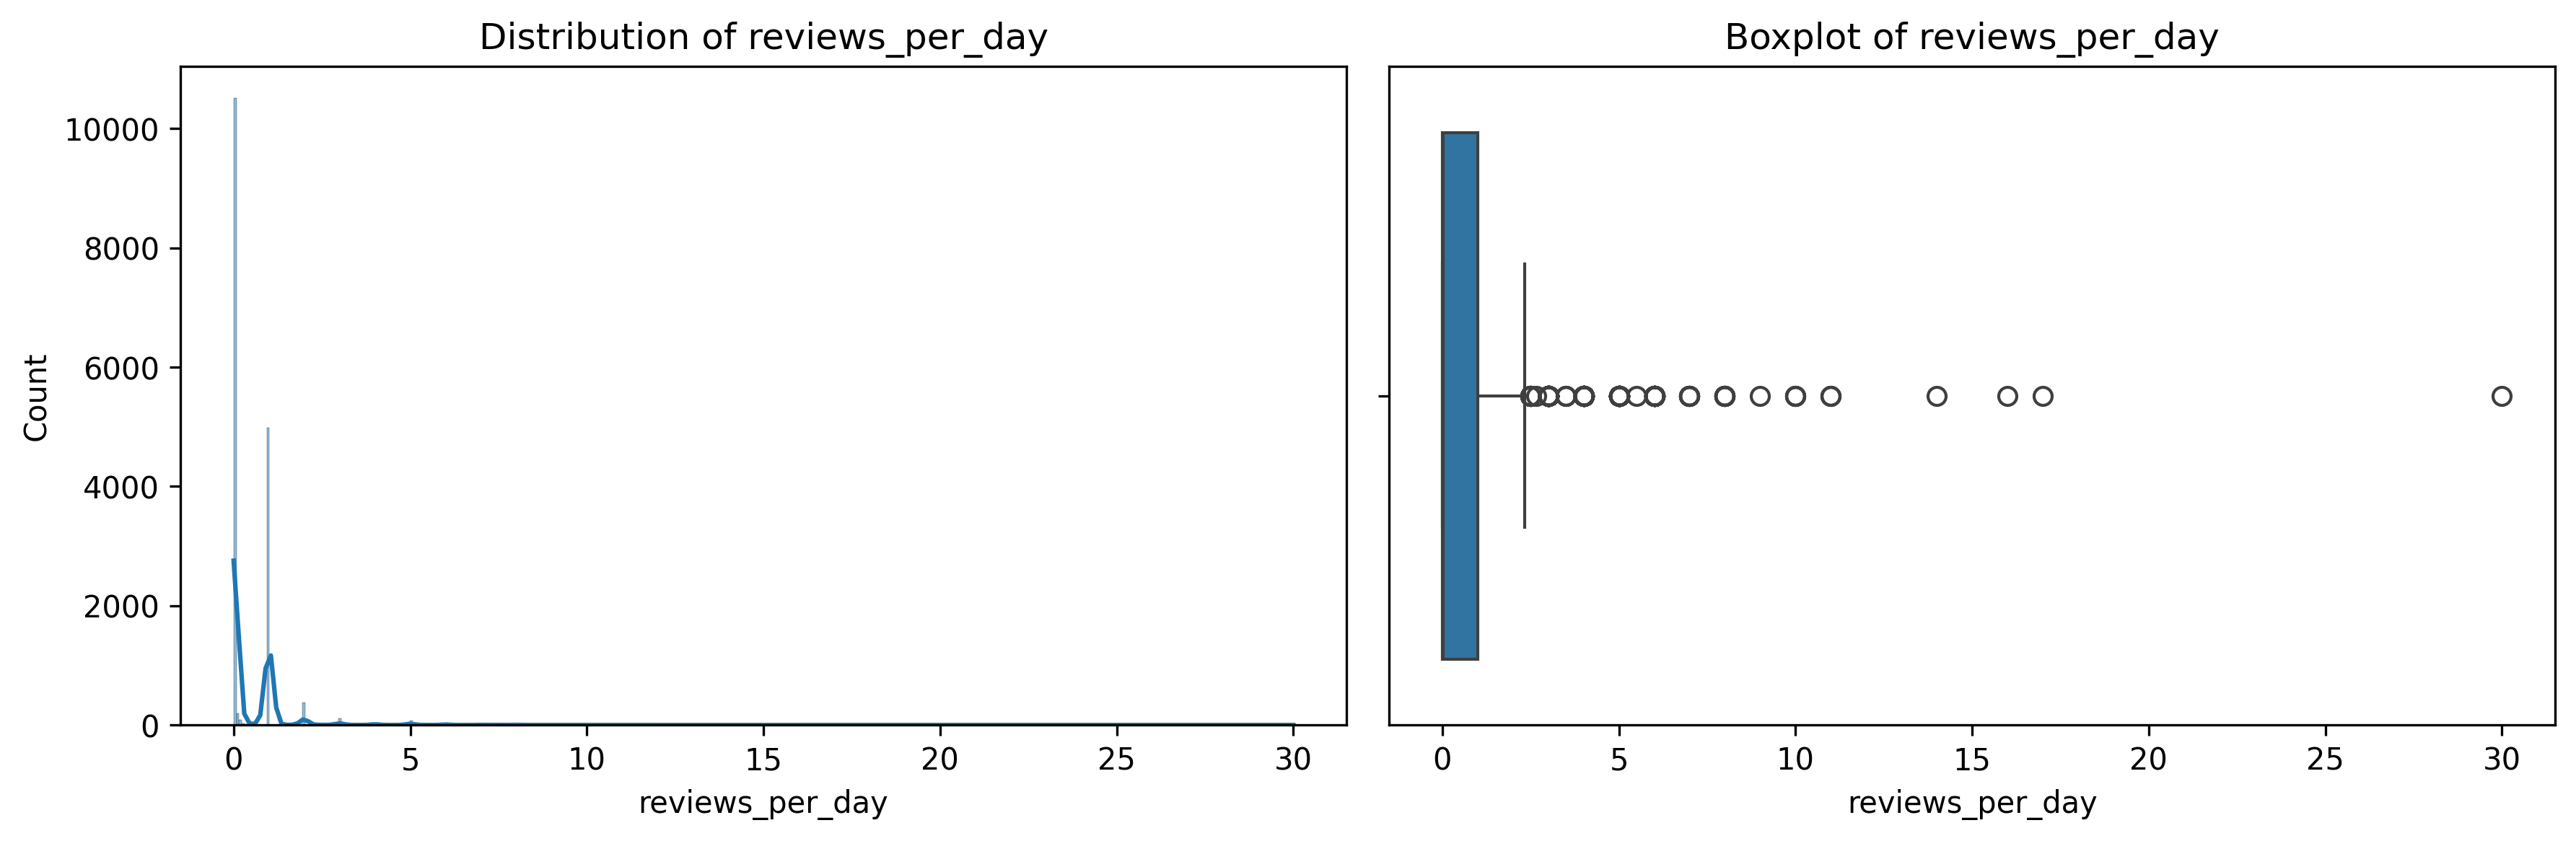 Distribution of reviews_per_day
Count
10000
8000
6000
4000
2000
0
0 5 10 15 20 25 30
reviews_per_day
Boxplot of reviews_per_day
0 5 10 15 20 25 30
reviews_per_day